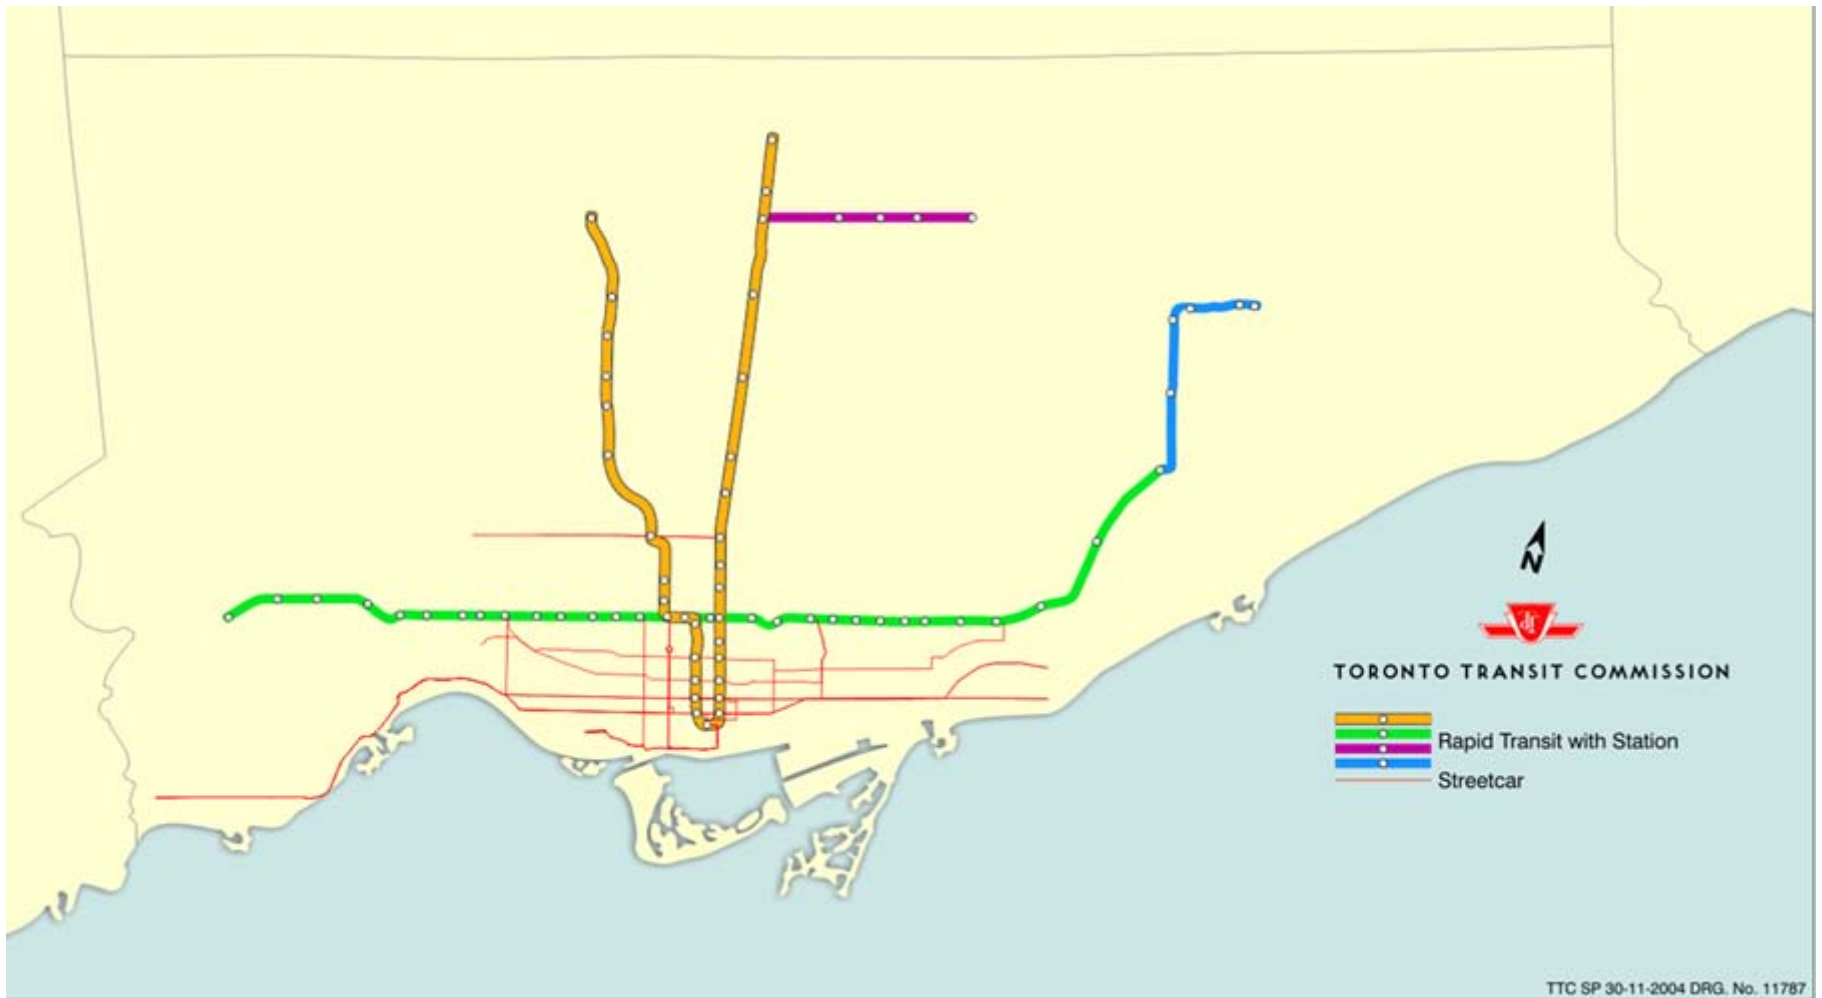 N
TORONTO TRANSIT COMMISSION
Rapid Transit with Station
Streetcar
TTC SP 30-11-2004 DRG. No. 11787